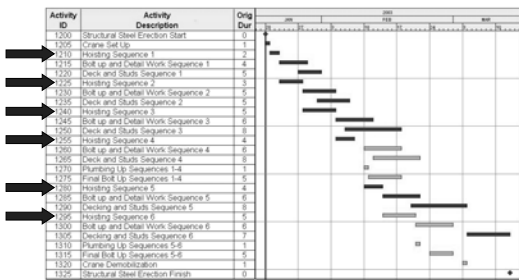 2003
Activity ID Activity Description Orig Dur JAN FEB MAR
1200 Structural Steel Erection Start 0
1205 Crane Set Up 1
1210 Hoisting Sequence 1 2
1215 Bolt up and Detail Work Sequence 1 4
1220 Deck and Studs Sequence 1 5
1225 Hoisting Sequence 2 3
1230 Bolt up and Detail Work Sequence 2 5
1235 Deck and Studs Sequence 2 5
1240 Hoisting Sequence 3 5
1245 Bolt up and Detail Work Sequence 3 6
1250 Deck and Studs Sequence 3 8
1255 Hoisting Sequence 4 4
1260 Bolt up and Detail Work Sequence 4 6
1265 Deck and Studs Sequence 4 8
1270 Plumbing Up Sequences 1-4 1
1275 Final Bolt Up Sequences 1-4 5
1280 Hoisting Sequence 5 4
1285 Bolt up and Detail Work Sequence 5 6
1290 Decking and Studs Sequence 5 8
1295 Hoisting Sequence 6 5
1300 Bolt up and Detail Work Sequence 6 6
1305 Decking and Studs Sequence 6 7
1310 Plumbing Up Sequences 5-6 1
1315 Final Bolt Up Sequences 5-6 5
1320 Crane Demobilization 1
1325 Structural Steel Erection Finish 0